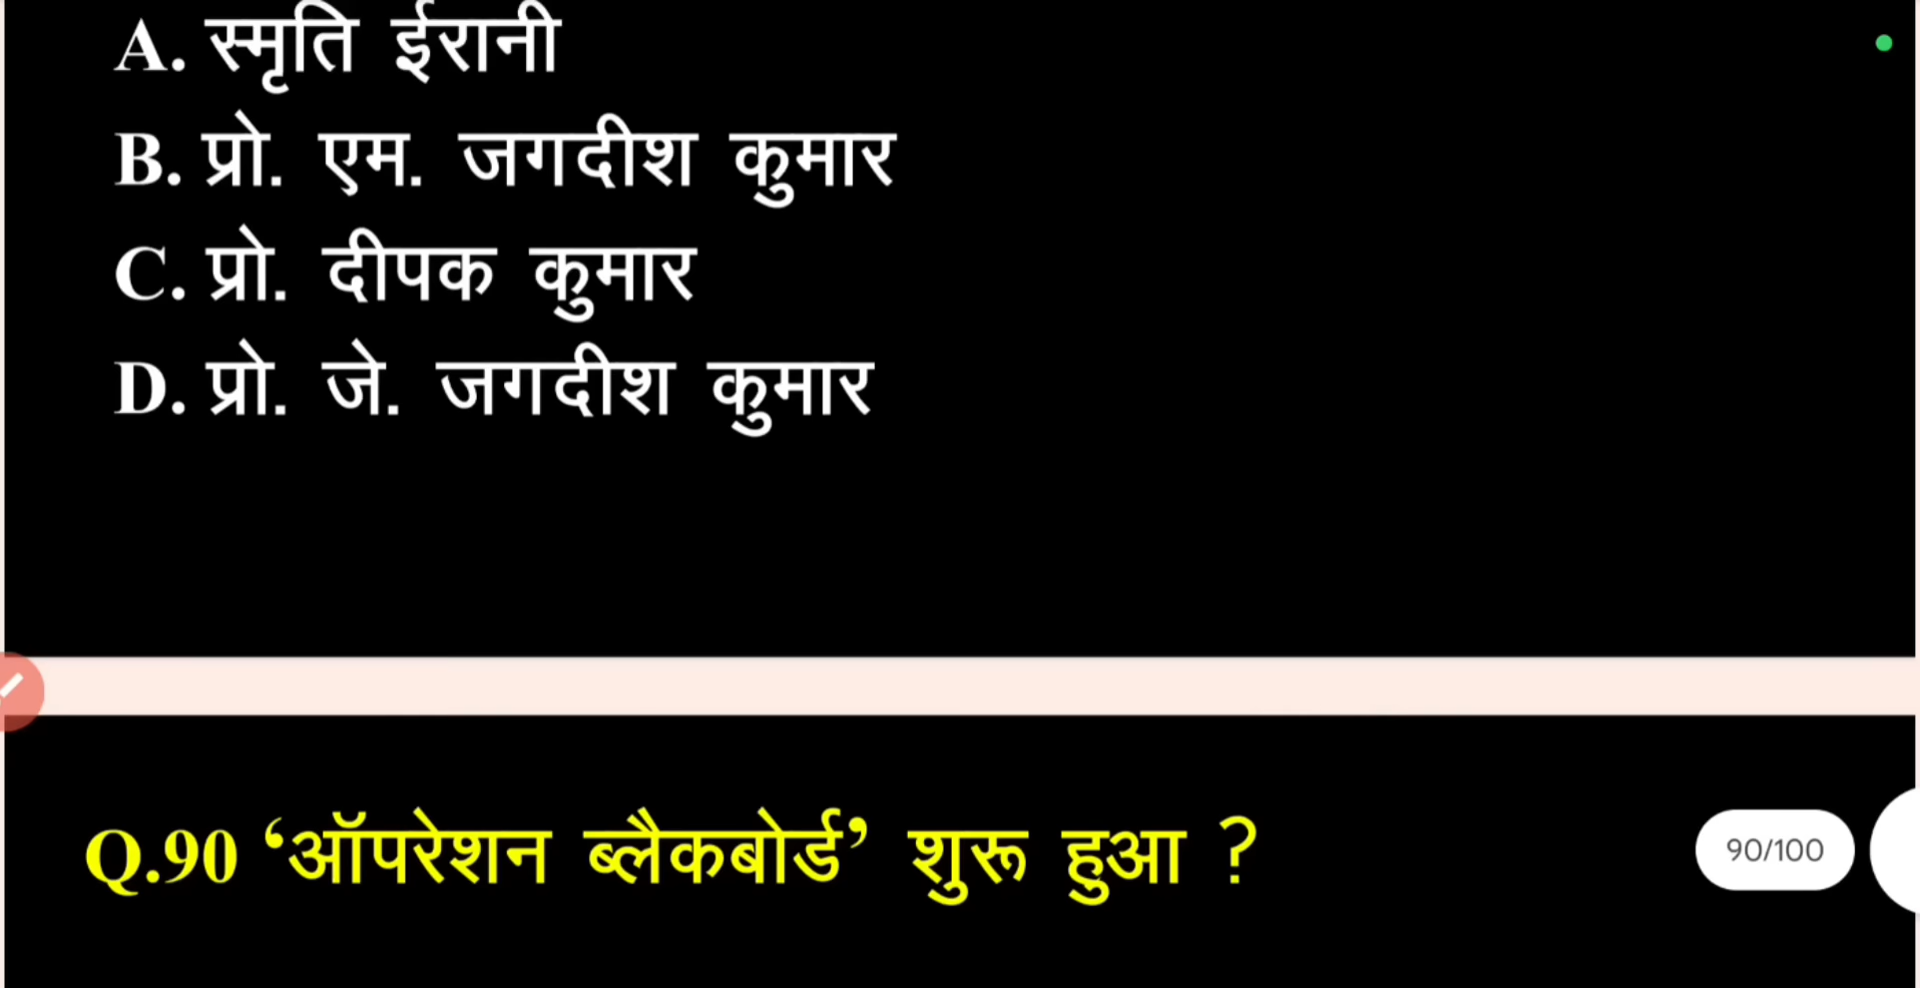 A. स्मृति ईरानी
B. प्रो. एम. जगदीश कुमार
C. प्रो. दीपक कुमार
D. प्रो. जे. जगदीश कुमार
Q.90 ‘ऑपरेशन ब्लैकबोर्ड’ शुरू हुआ ?
90/100